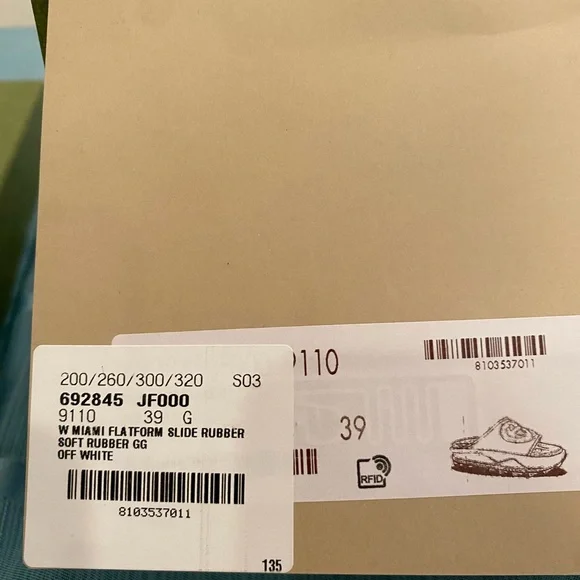 9110
8103537011
39
RFID
200/260/300/320 S03
692845 JF000
9110 39 G
W MIAMI FLATFORM SLIDE RUBBER
SOFT RUBBER GG
OFF WHITE
8103537011
135